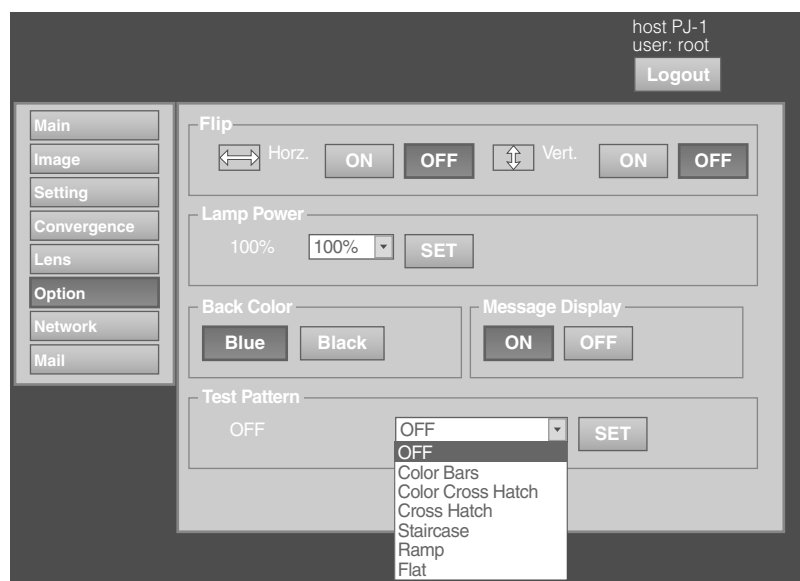 host PJ-1
user: root
Logout
Main
Image
Setting
Convergence
Lens
Option
Network
Mail
Flip
Horz. ON OFF Vert. ON OFF
Lamp Power
100% 100% SET
Back Color
Blue Black
Message Display
ON OFF
Test Pattern
OFF OFF SET
OFF
Color Bars
Color Cross Hatch
Cross Hatch
Staircase
Ramp
Flat